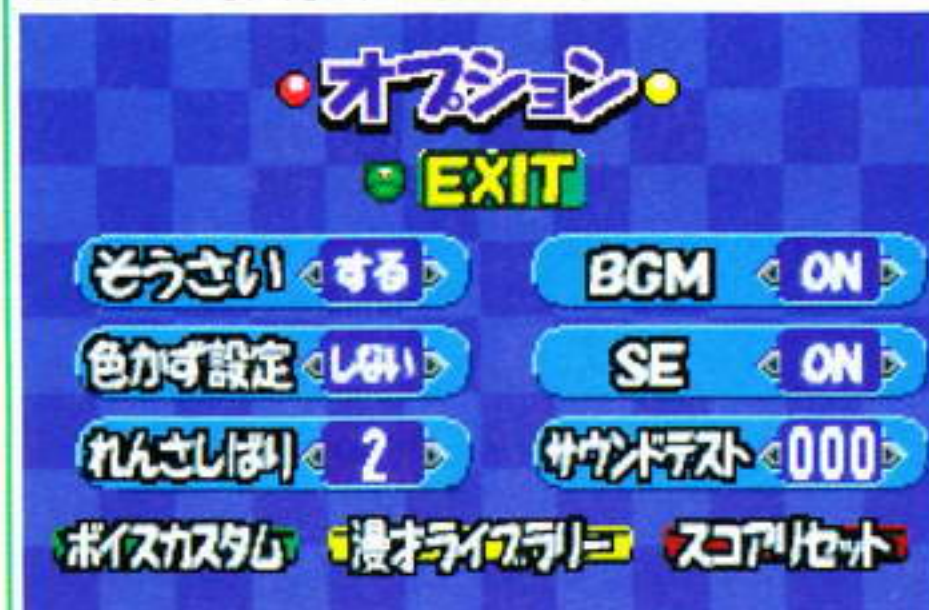 オプション
EXIT
そうさい する
BGM ON
色かず設定 しない
SE ON
れんさしばり 2
サウンドテスト 000
ボイスカスタム 漫才ライブラリー スコアリセット